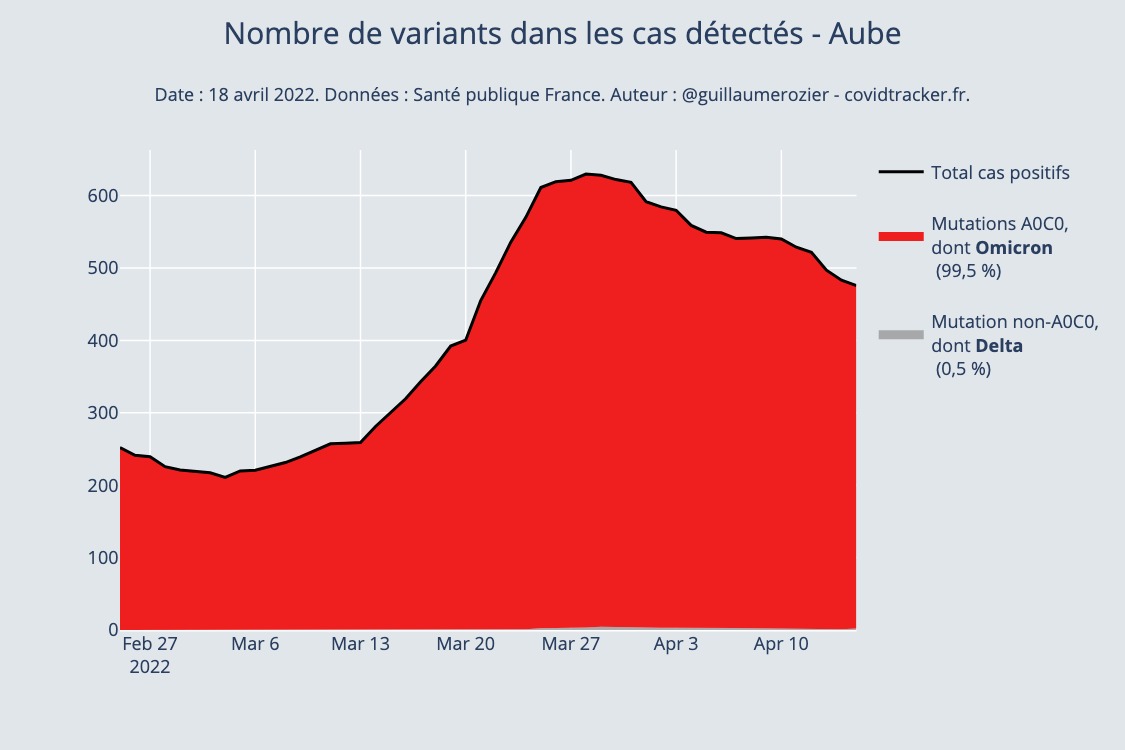 Nombre de variants dans les cas détectés - Aube
Date : 18 avril 2022. Données : Santé publique France. Auteur : @guillaumerozier - covidtracker.fr.
Total cas positifs
Mutations A0C0,
dont Omicron
(99,5 %)
Mutation non-A0C0,
dont Delta
(0,5 %)
600
500
400
300
200
100
0
Feb 27
2022
Mar 6
Mar 13
Mar 20
Mar 27
Apr 3
Apr 10